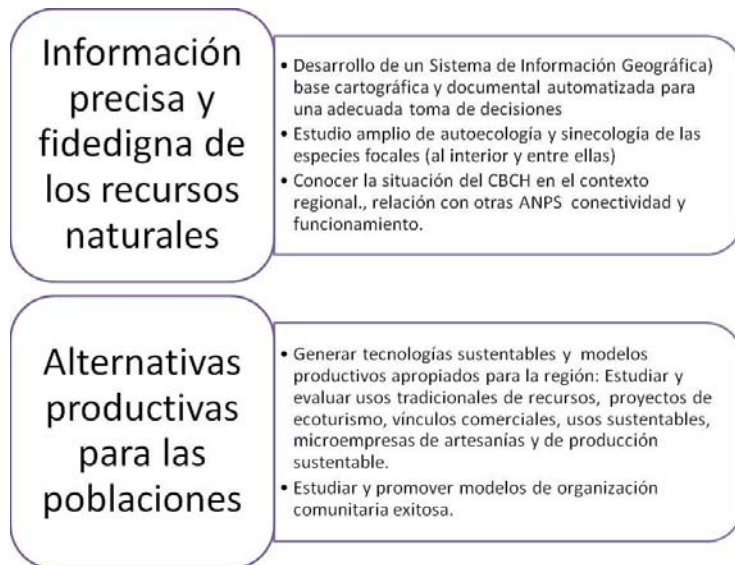 Información
precisa y
fidedigna de
los recursos
naturales
• Desarrollo de un Sistema de Información Geográfica)
base cartográfica y documental automatizada para
una adecuada toma de decisiones
• Estudio amplio de autoecología y sinecología de las
especies focales (al interior y entre ellas)
• Conocer la situación del CBCH en el contexto
regional., relación con otras ANPS conectividad y
funcionamiento.
Alternativas
productivas
para las
poblaciones
• Generar tecnologías sustentables y modelos
productivos apropiados para la región: Estudiar y
evaluar usos tradicionales de recursos, proyectos de
ecoturismo, vínculos comerciales, usos sustentables,
microempresas de artesanías y de producción
sustentable.
• Estudiar y promover modelos de organización
comunitaria exitosa.